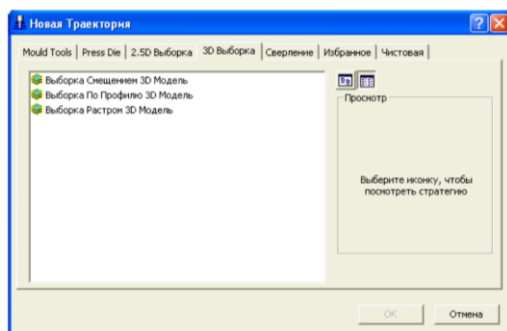 Новая Траектория
Mould Tools Press Die 2.5D Выборка 3D Выборка Сверление Избранное Чистовая
Выборка Смещением 3D Модель
Выборка По Профилю 3D Модель
Выборка Растром 3D Модель
Просмотр
Выберите иконку, чтобы
посмотреть стратегию
OK Отмена